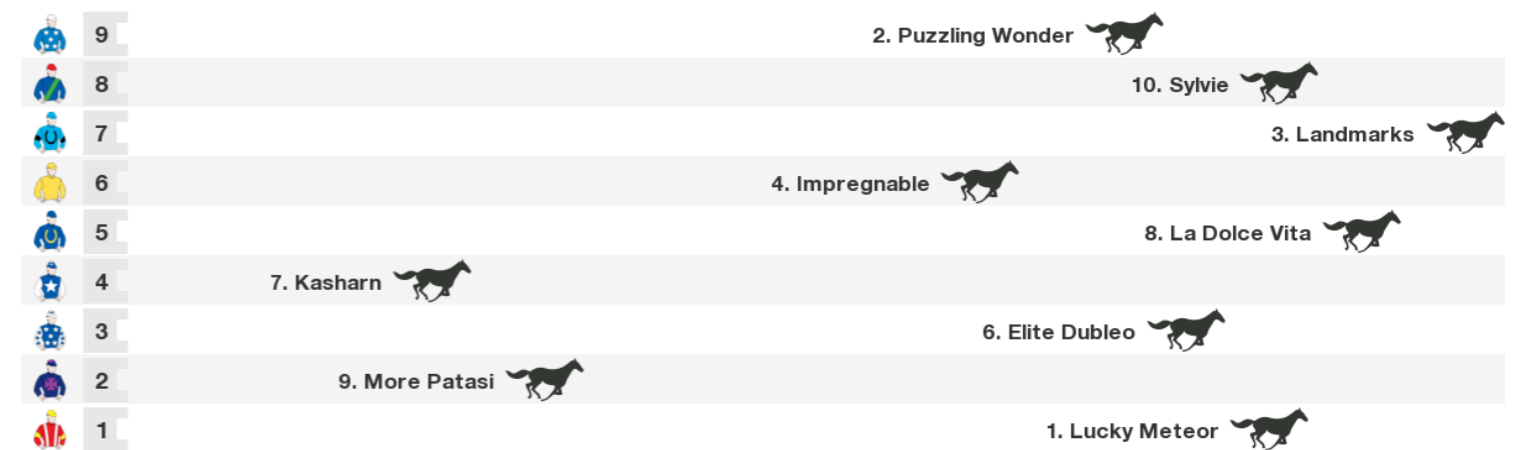 9 2. Puzzling Wonder
8 10. Sylvie
7 3. Landmarks
6 4. Impregnable
5 8. La Dolce Vita
4 7. Kasharn
3 6. Elite Dubleo
2 9. More Patasi
1 1. Lucky Meteor